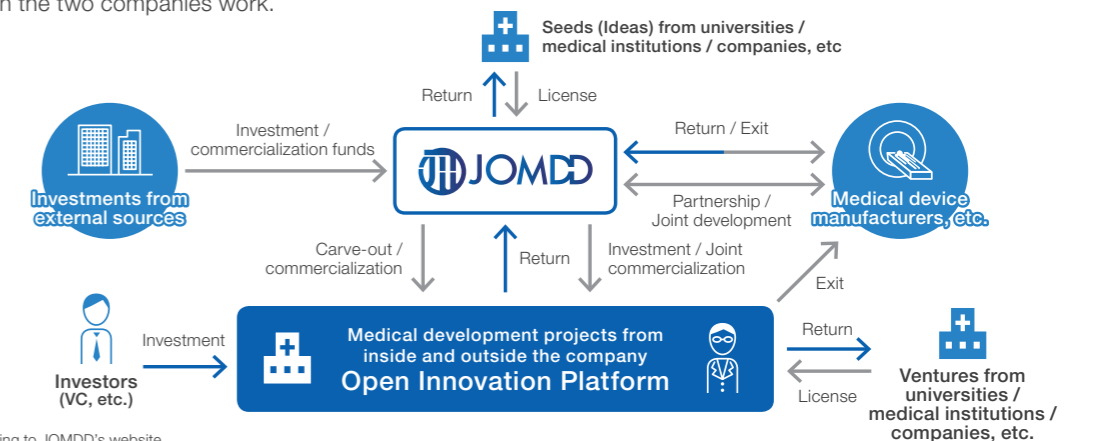 n the two companies work.
Seeds (Ideas) from universities /
medical institutions / companies, etc
Return
License
Investment /
commercialization funds
JOMDD
Return / Exit
Investments from
external sources
Partnership /
Joint development
Medical device
manufacturers, etc.
Carve-out /
commercialization
Return
Investment / Joint
commercialization
Exit
Investment
Medical development projects from
inside and outside the company
Open Innovation Platform
Return
License
Investors
(VC, etc.)
Ventures from
universities /
medical institutions /
companies, etc.
ing to JOMDD's website